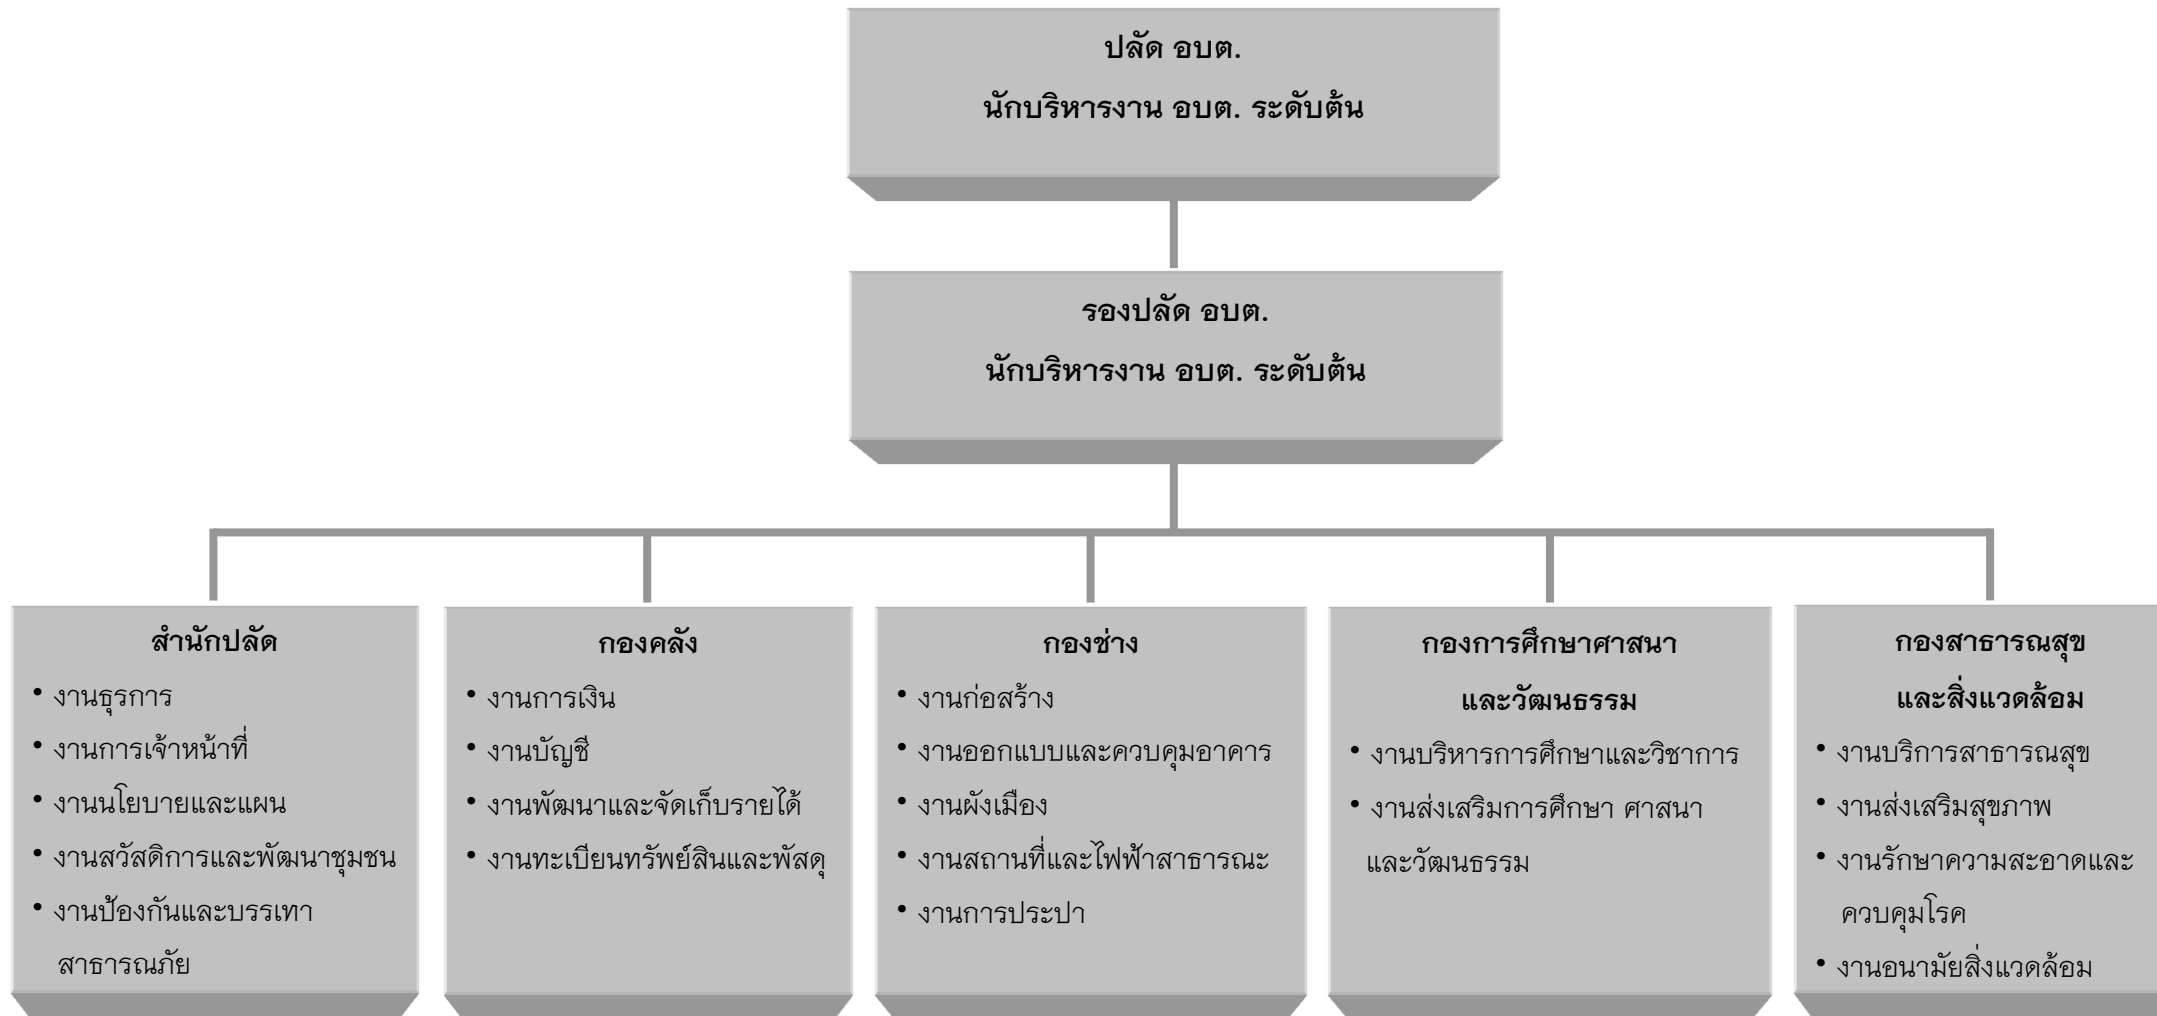 ปลัด อบต.
นักบริหารงาน อบต. ระดับต้น
รองปลัด อบต.
นักบริหารงาน อบต. ระดับต้น
สำนักปลัด
• งานธุรการ
• งานการเจ้าหน้าที่
• งานนโยบายและแผน
• งานสวัสดิการและพัฒนาชุมชน
• งานป้องกันและบรรเทา
สาธารณภัย
กองคลัง
• งานการเงิน
• งานบัญชี
• งานพัฒนาและจัดเก็บรายได้
• งานทะเบียนทรัพย์สินและพัสดุ
กองช่าง
• งานก่อสร้าง
• งานออกแบบและควบคุมอาคาร
• งานผังเมือง
• งานสถานที่และไฟฟ้าสาธารณะ
• งานการประปา
กองการศึกษาศาสนา
และวัฒนธรรม
• งานบริหารการศึกษาและวิชาการ
• งานส่งเสริมการศึกษา ศาสนา
และวัฒนธรรม
กองสาธารณสุข
และสิ่งแวดล้อม
• งานบริการสาธารณสุข
• งานส่งเสริมสุขภาพ
• งานรักษาความสะอาดและ
ควบคุมโรค
• งานอนามัยสิ่งแวดล้อม